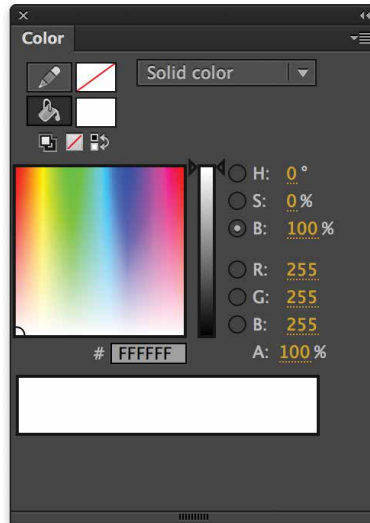 Color
Solid color
H: 0 °
S: 0 %
B: 100 %
R: 255
G: 255
B: 255
# FFFFFF
A: 100 %